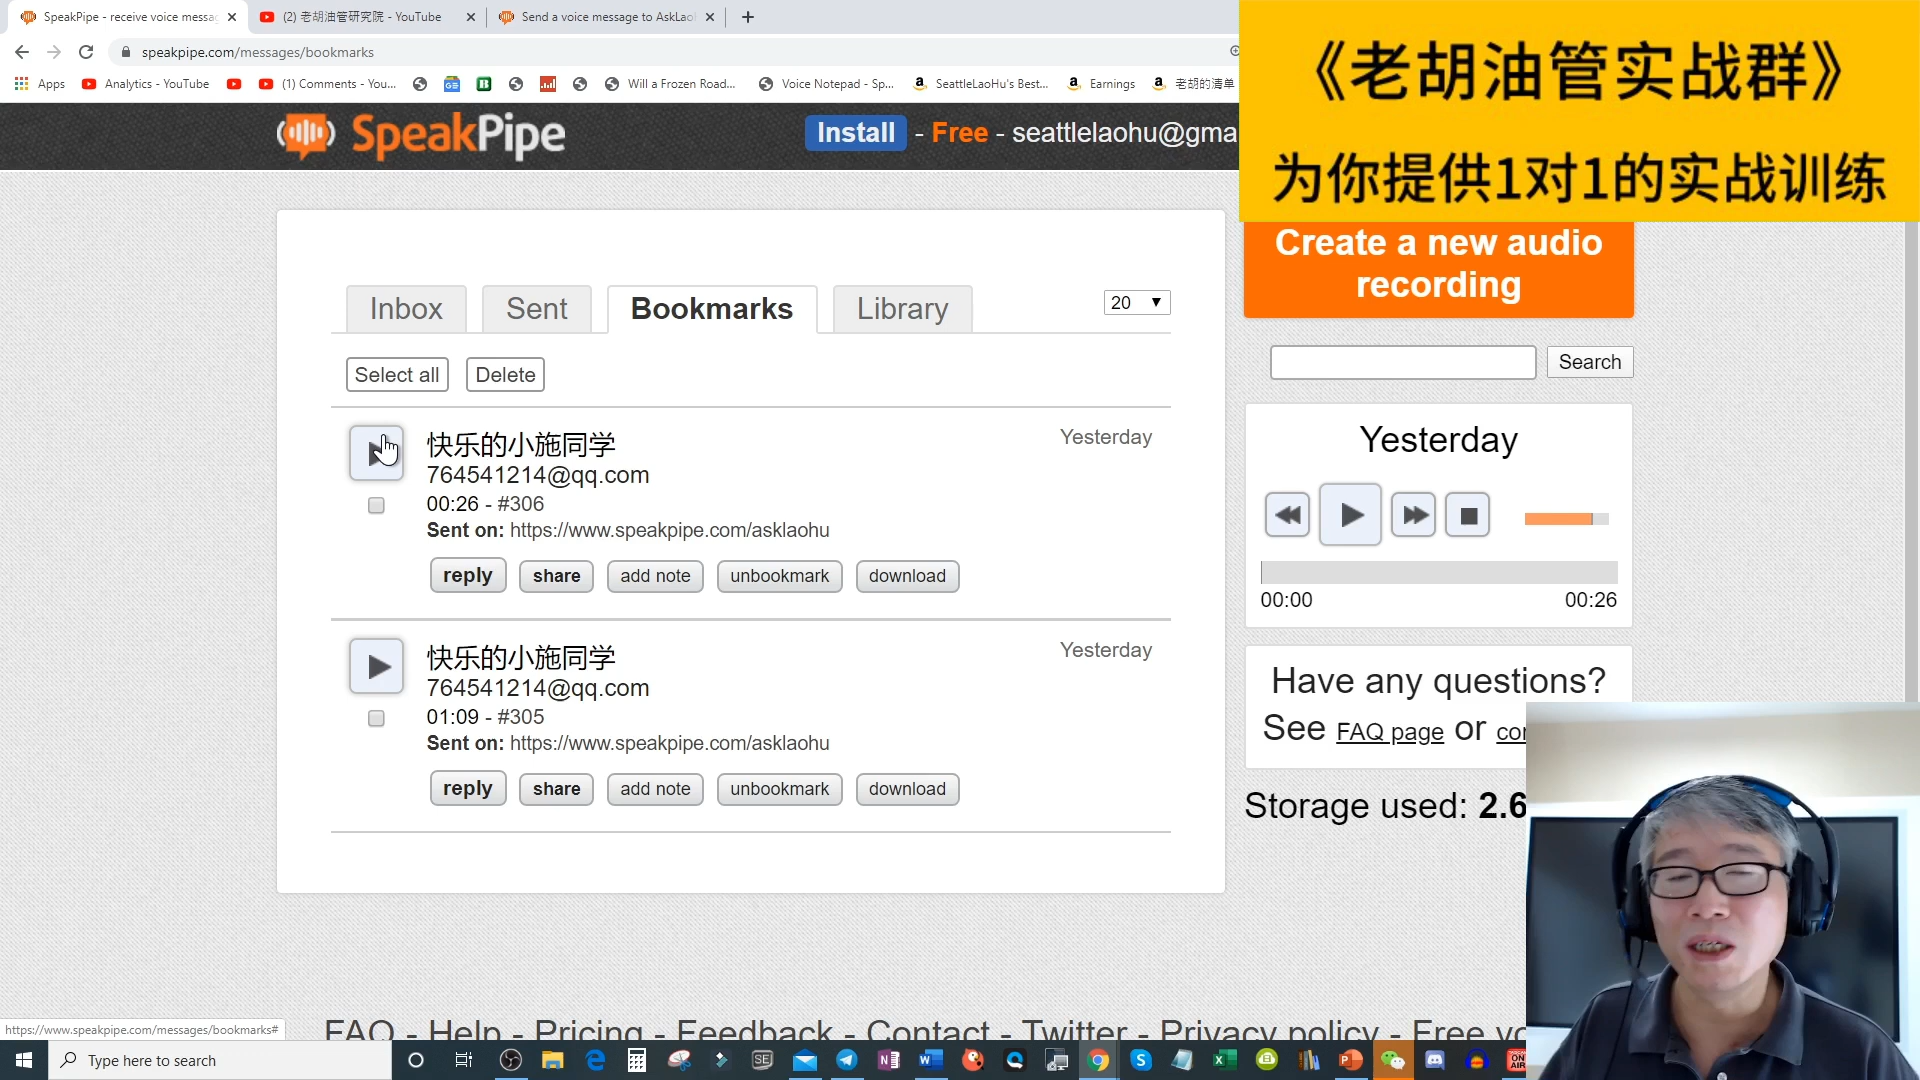 SpeakPipe - receive voice messag
(2) 老胡油管研究院 - YouTube
Send a voice message to AskLao
speakpipe.com/messages/bookmarks
Apps
Analytics - YouTube
(1) Comments - You...
Will a Frozen Road...
Voice Notepad - Sp...
SeattleLaoHu's Best...
Earnings
老胡的清单
《老胡油管实战群》
为你提供1对1的实战训练
SpeakPipe
Install - Free - seattlelaohu@gma
Create a new audio
recording
Inbox
Sent
Bookmarks
Library
20
Search
Select all
Delete
快乐的小施同学
Yesterday
764541214@qq.com
00:26 - #306
Sent on: https://www.speakpipe.com/asklaohu
reply
share
add note
unbookmark
download
Yesterday
00:00
00:26
快乐的小施同学
Yesterday
764541214@qq.com
01:09 - #305
Sent on: https://www.speakpipe.com/asklaohu
reply
share
add note
unbookmark
download
Have any questions?
See FAQ page or con
Storage used: 2.6
FAQ - Help - Pricing - Feedback - Contact - Twitter - Privacy policy - Free vo
https://www.speakpipe.com/messages/bookmarks#
Type here to search
ON
AIR